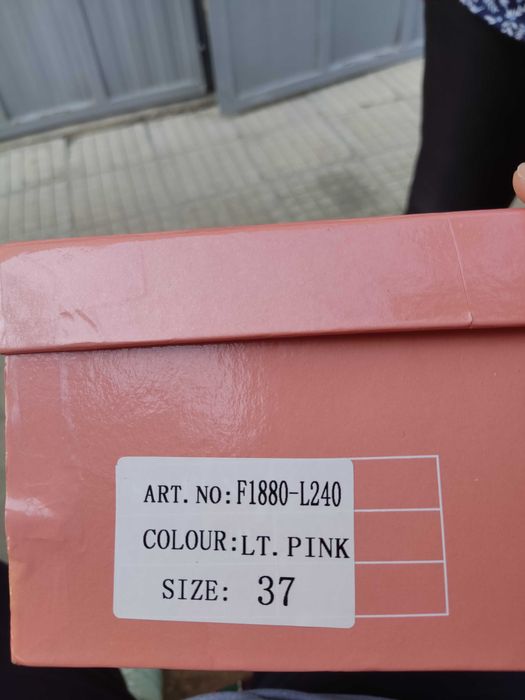 ART. NO:F1880-L240
COLOUR:LT. PINK
SIZE: 37